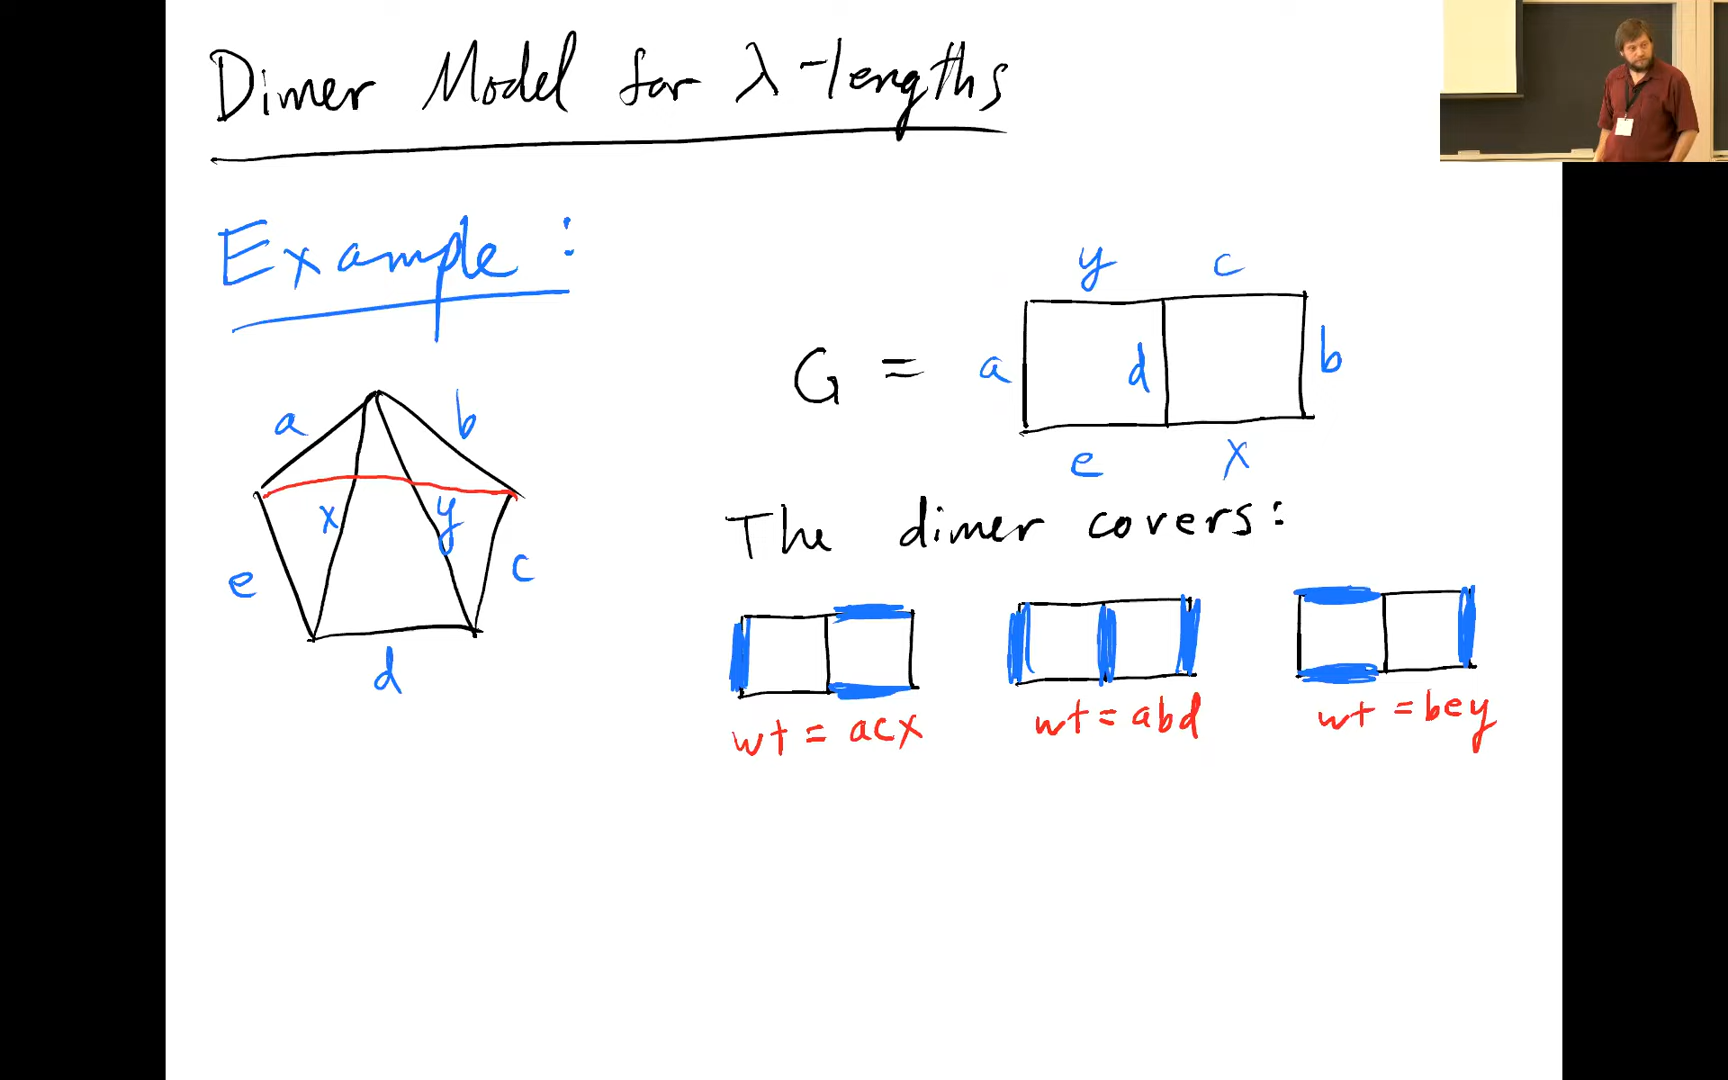 Dimer Model for λ-lengths
Example:
a
b
x
y
e
c
d
y
c
G =
a
d
b
e
x
The dimer covers:
wt = acx
wt = abd
wt = bey